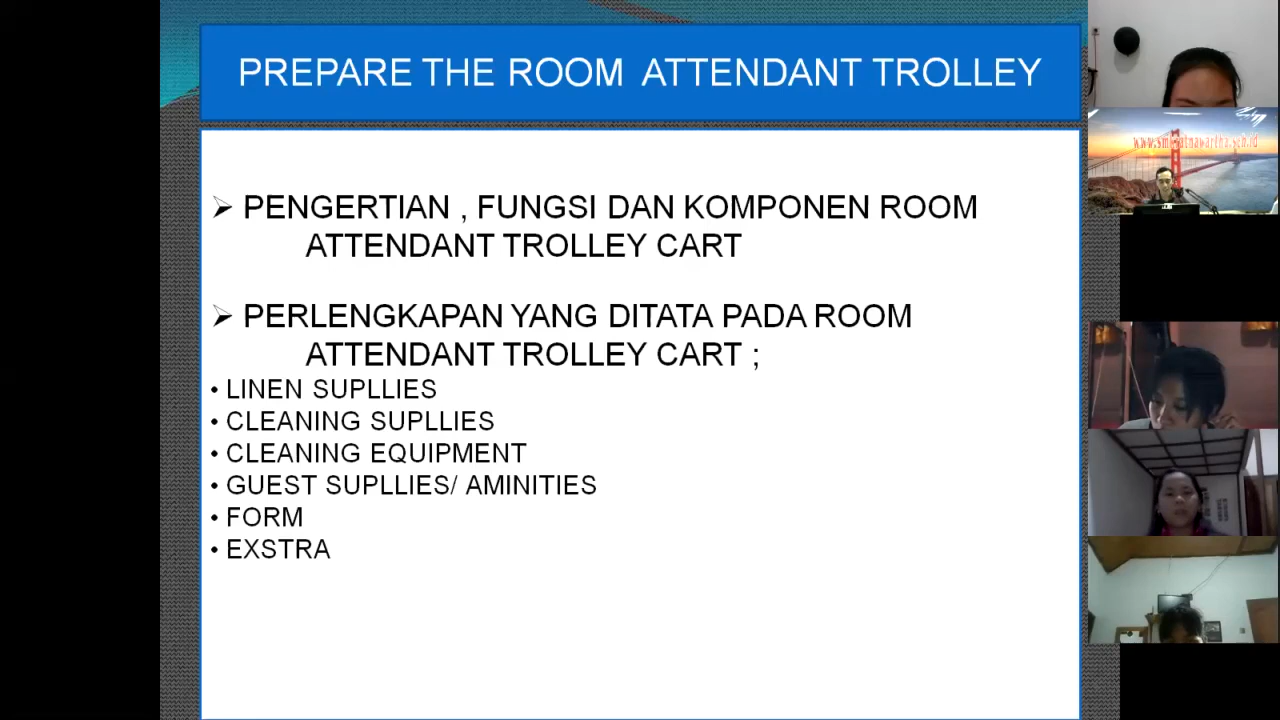 PREPARE THE ROOM ATTENDANT TROLLEY
➢ PENGERTIAN , FUNGSI DAN KOMPONEN ROOM
ATTENDANT TROLLEY CART
➢ PERLENGKAPAN YANG DITATA PADA ROOM
ATTENDANT TROLLEY CART ;
• LINEN SUPLLIES
• CLEANING SUPLLIES
• CLEANING EQUIPMENT
• GUEST SUPLLIES/ AMINITIES
• FORM
• EXSTRA